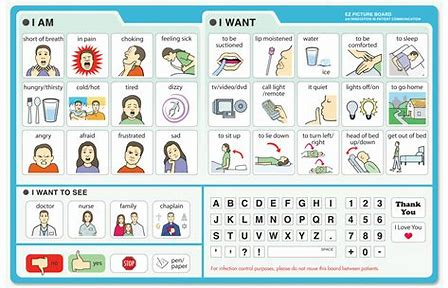 EZ PICTURE BOARD
AN INNOVATION IN PATIENT COMMUNICATION
I AM
I WANT
short of breath
in pain
choking
feeling sick
to be suctioned
lip moistened
water
ice
to be comforted
to sleep
hungry/thirsty
cold/hot
tired
dizzy
tv/video/dvd
call light /remote
it quiet
lights off/on
to go home
angry
afraid
frustrated
sad
to sit up
to lie down
to turn left/ right
head of bed up/down
get out of bed
I WANT TO SEE
doctor
nurse
family
chaplain
no
yes
STOP
pen/ paper
A B C D E F G H I
J K L M N O P Q R
S T U V W X Y Z
SPACE
1 2 3
4 5 6
7 8 9
0
Thank You
I Love You
For infection control purposes, please do not move this board between patients.